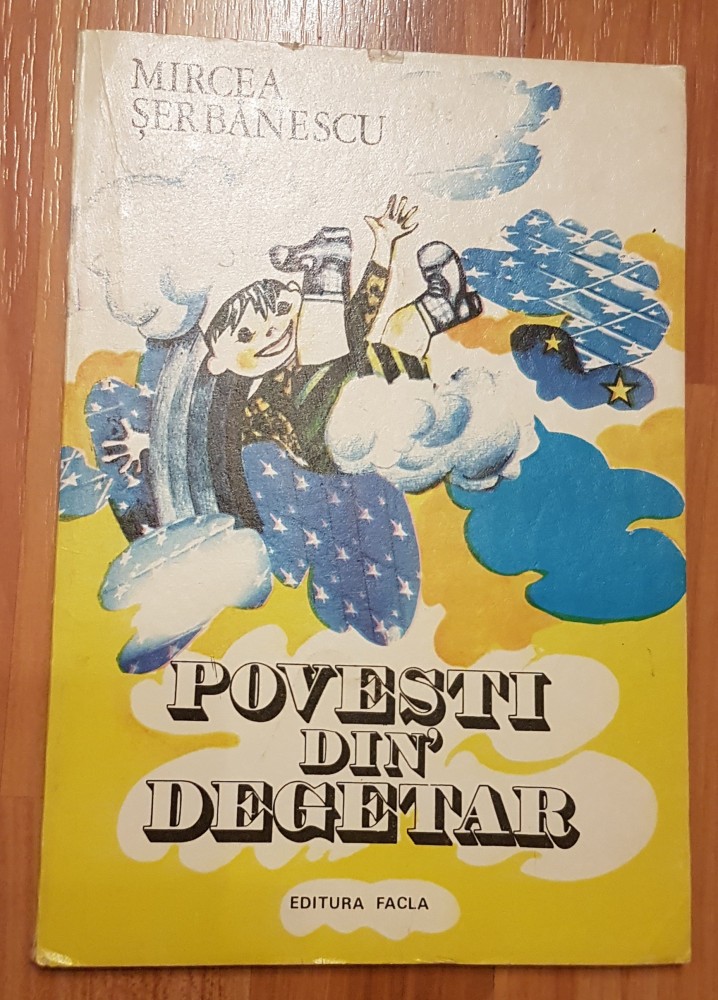 MIRCEA
ȘERBĂNESCU
POVESTI
DIN'
DEGETAR
EDITURA FACLA